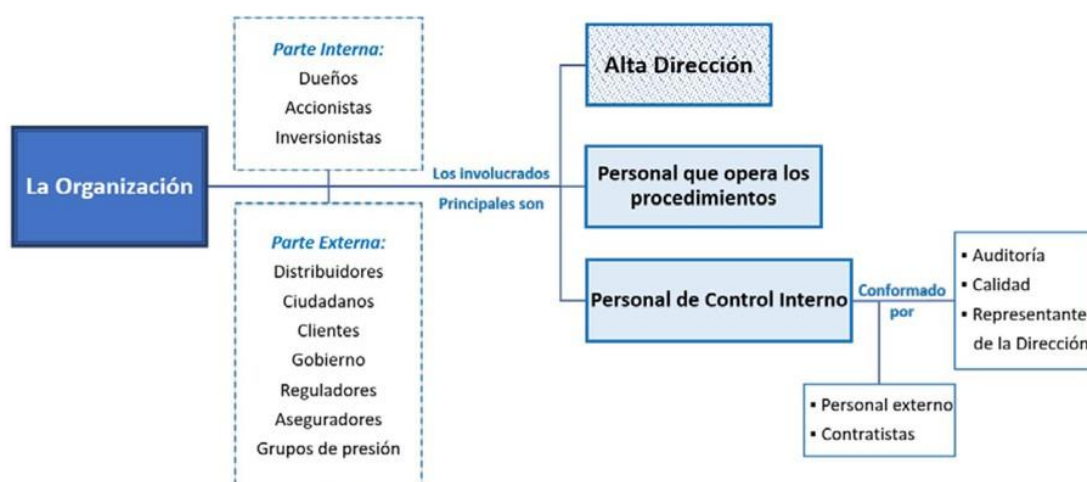 La Organización
Parte Interna:
Dueños
Accionistas
Inversionistas
Parte Externa:
Distribuidores
Ciudadanos
Clientes
Gobierno
Reguladores
Aseguradores
Grupos de presión
Los involucrados
Principales son
Alta Dirección
Personal que opera los
procedimientos
Personal de Control Interno
Conformado
por
▪ Auditoría
▪ Calidad
▪ Representante
de la Dirección
▪ Personal externo
▪ Contratistas